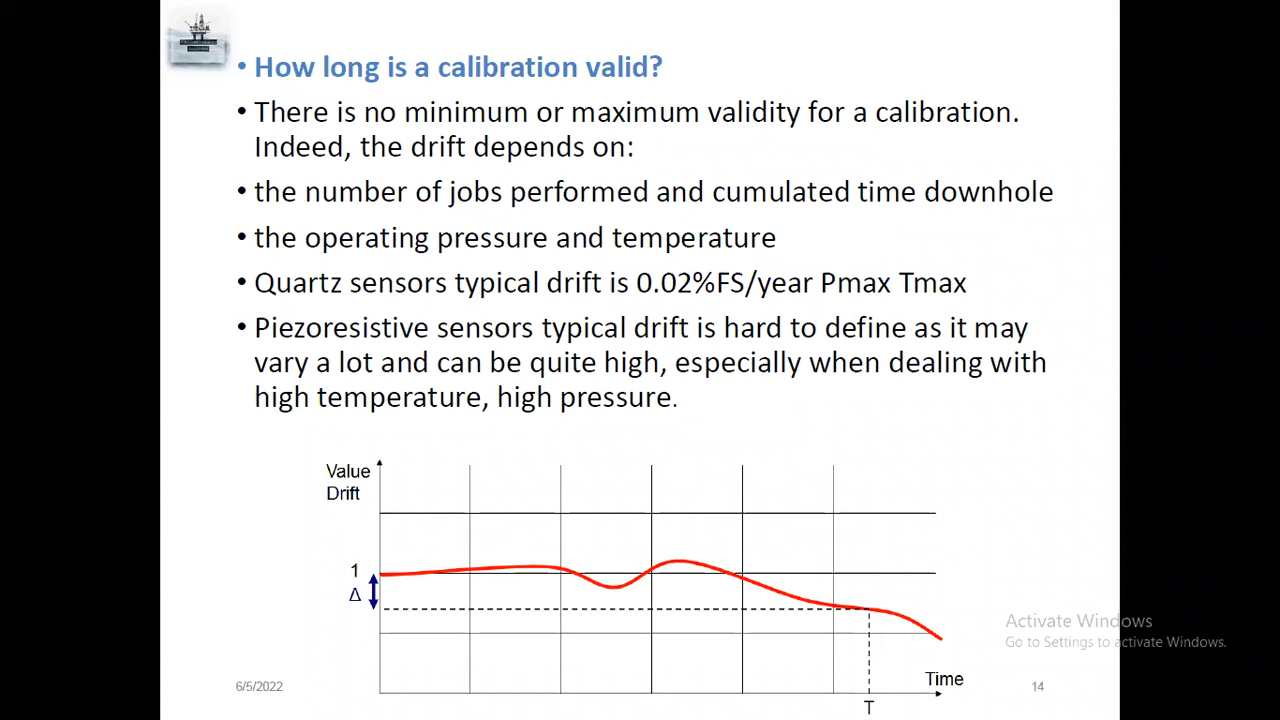 • How long is a calibration valid?
• There is no minimum or maximum validity for a calibration.
Indeed, the drift depends on:
• the number of jobs performed and cumulated time downhole
• the operating pressure and temperature
• Quartz sensors typical drift is 0.02%FS/year Pmax Tmax
• Piezoresistive sensors typical drift is hard to define as it may
vary a lot and can be quite high, especially when dealing with
high temperature, high pressure.
Value
Drift
1
Δ
Time
T
Activate Windows
Go to Settings to activate Windows.
6/5/2022
14